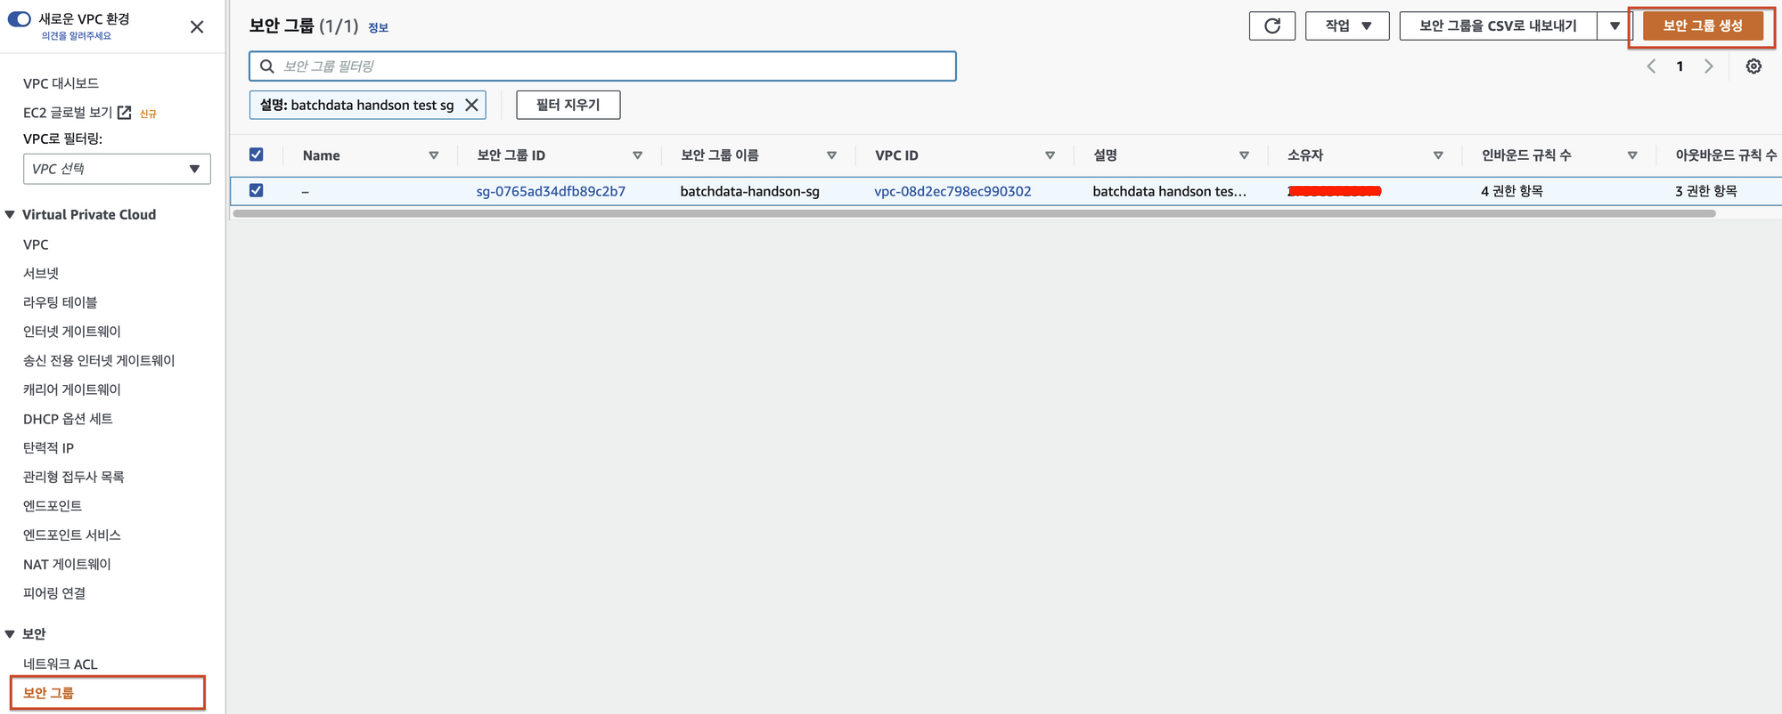 새로운 VPC 환경
의견을 알려주세요
VPC 대시보드
EC2 글로벌 보기 신규
VPC로 필터링:
VPC 선택
Virtual Private Cloud
VPC
서브넷
라우팅 테이블
인터넷 게이트웨이
송신 전용 인터넷 게이트웨이
캐리어 게이트웨이
DHCP 옵션 세트
탄력적 IP
관리형 접두사 목록
엔드포인트
엔드포인트 서비스
NAT 게이트웨이
피어링 연결
보안
네트워크 ACL
보안 그룹
보안 그룹 (1/1) 정보
작업
보안 그룹을 CSV로 내보내기
보안 그룹 생성
보안 그룹 필터링
1
설명: batchdata handson test sg
필터 지우기
Name 보안 그룹 ID 보안 그룹 이름 VPC ID 설명 소유자 인바운드 규칙 수 아웃바운드 규칙 수
– sg-0765ad34dfb89c2b7 batchdata-handson-sg vpc-08d2ec798ec990302 batchdata handson tes... 4 권한 항목 3 권한 항목